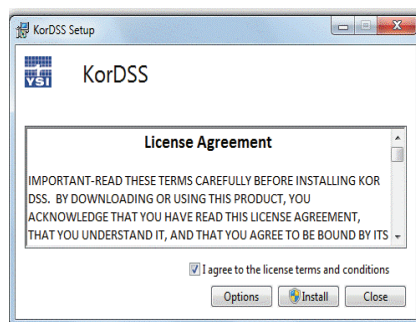 KorDSS Setup
YSI
KorDSS
License Agreement
IMPORTANT-READ THESE TERMS CAREFULLY BEFORE INSTALLING KOR
DSS.  BY DOWNLOADING OR USING THIS PRODUCT, YOU
ACKNOWLEDGE THAT YOU HAVE READ THIS LICENSE AGREEMENT,
THAT YOU UNDERSTAND IT, AND THAT YOU AGREE TO BE BOUND BY ITS
I agree to the license terms and conditions
Options Install Close